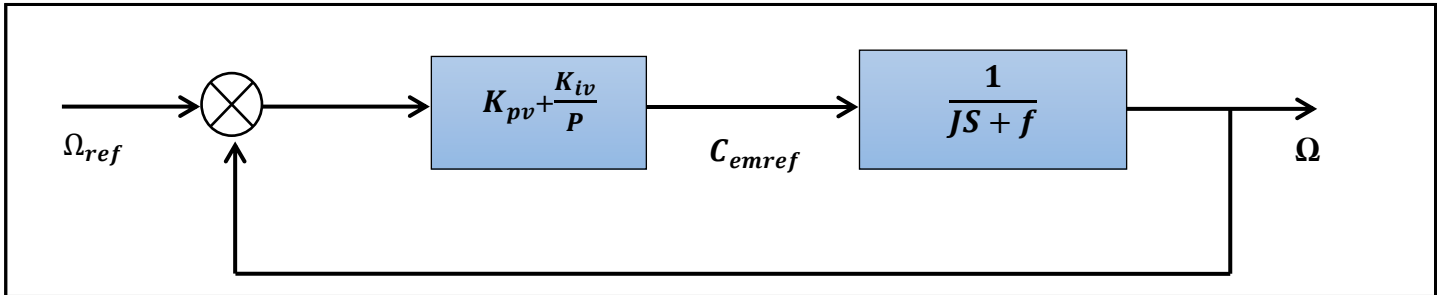 Ω_ref
K_pv+K_iv/P
C_emref
1/(JS + f)
Ω